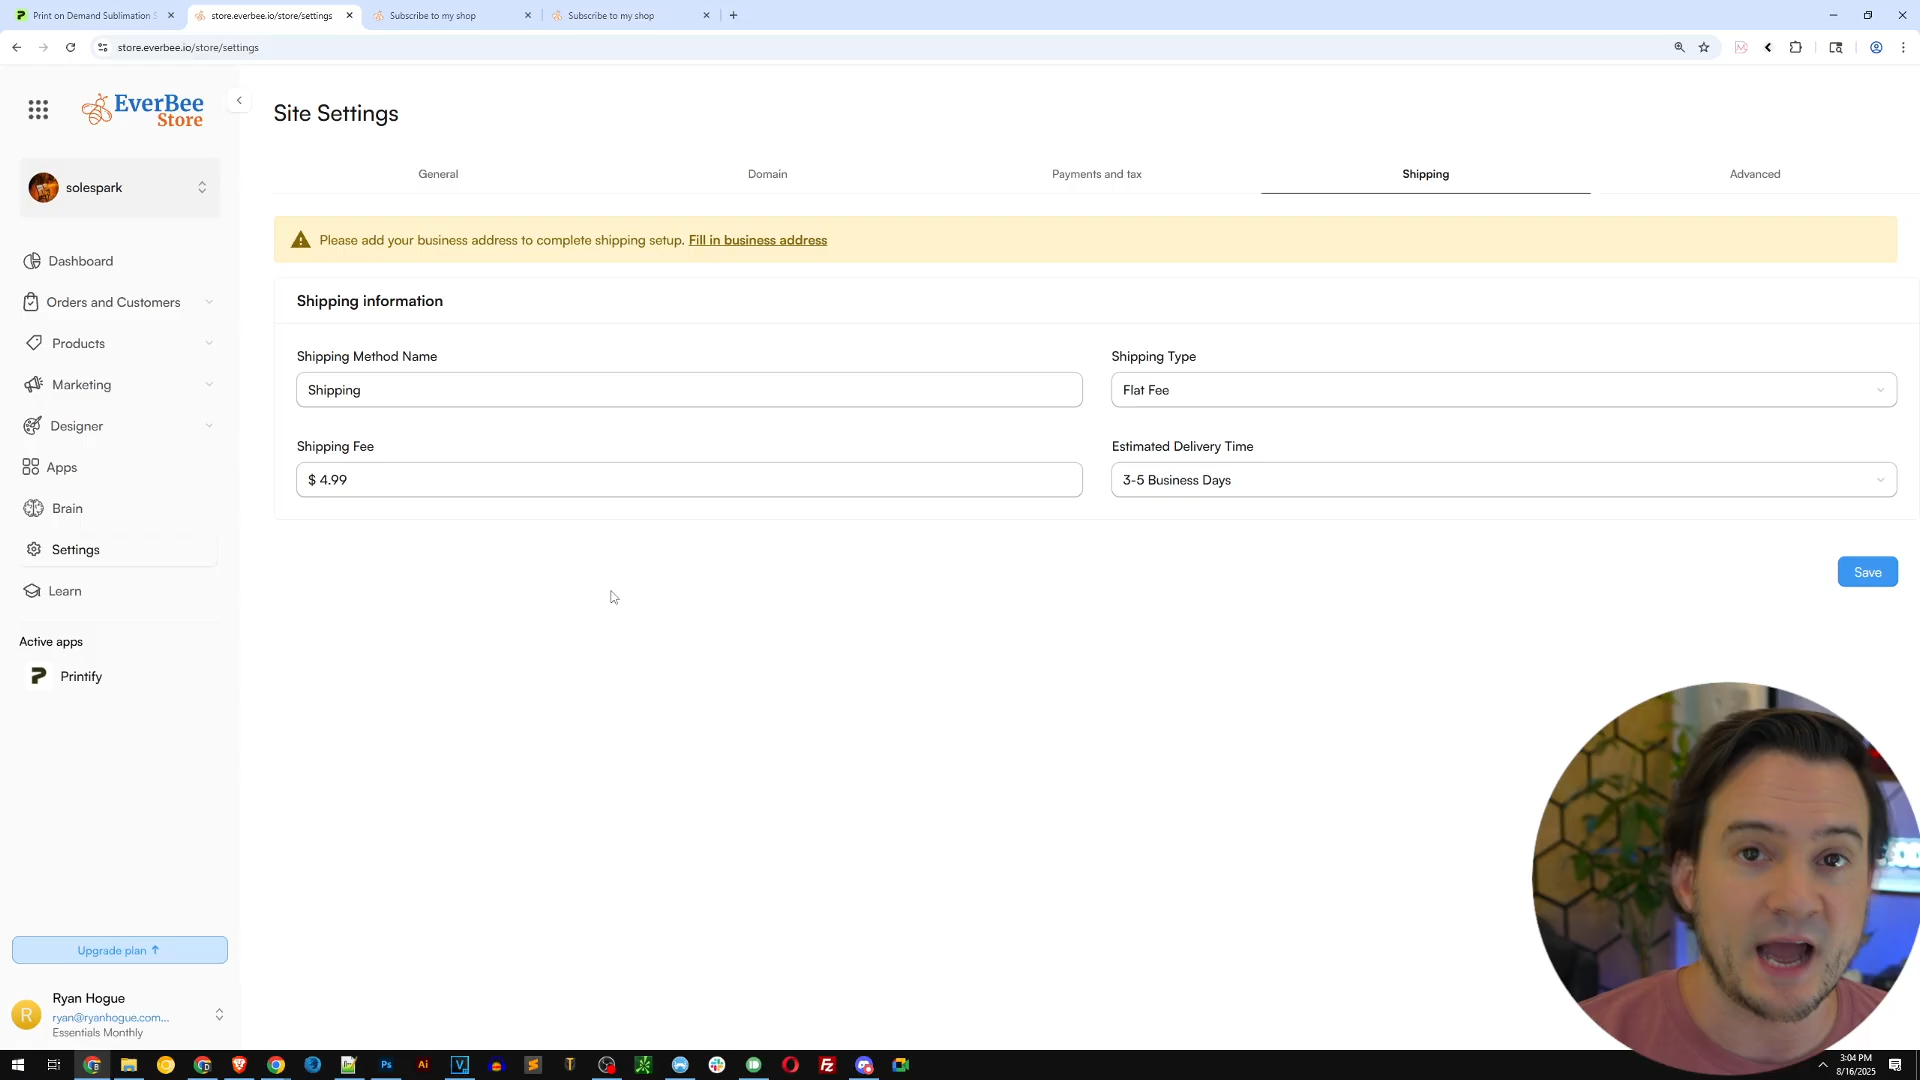 Print on Demand Sublimation S
store.everbee.io/store/settings
Subscribe to my shop
Subscribe to my shop
store.everbee.io/store/settings
EverBee
Store
Site Settings
General
Domain
Payments and tax
Shipping
Advanced
solespark
Please add your business address to complete shipping setup. Fill in business address
Dashboard
Orders and Customers
Products
Marketing
Designer
Apps
Brain
Settings
Learn
Active apps
Printify
Shipping information
Shipping Method Name
Shipping
Shipping Type
Flat Fee
Shipping Fee
$ 4.99
Estimated Delivery Time
3-5 Business Days
Save
Upgrade plan ↑
R
Ryan Hogue
ryan@ryanhogue.com...
Essentials Monthly
Ps
Ai
V
T
FZ
3:04 PM
8/16/2025